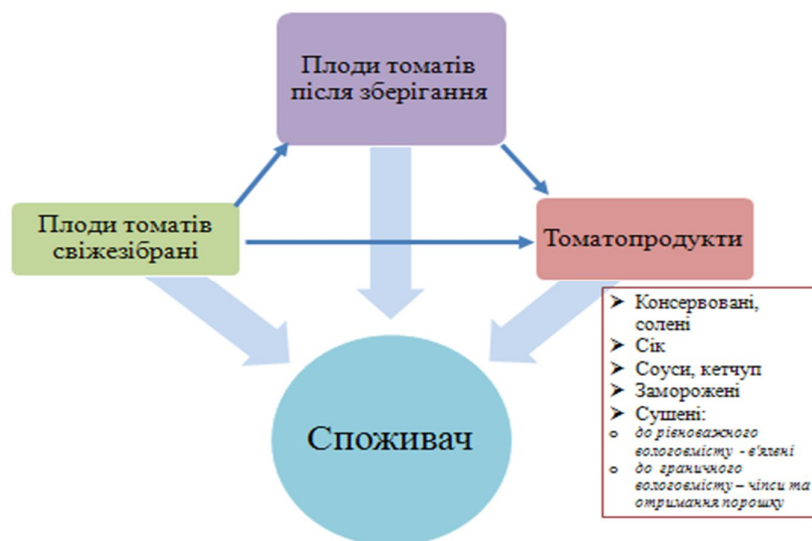 Плоди томатів
після зберігання
Плоди томатів
свіжезібрані
Томатопродукти
➤ Консервовані,
солені
➤ Сік
➤ Соуси, кетчуп
➤ Заморожені
➤ Сушені:
o до рівноважного
вологовмісту - в'ялені
o до граничного
вологовмісту – чіпси та
отримання порошку
Споживач